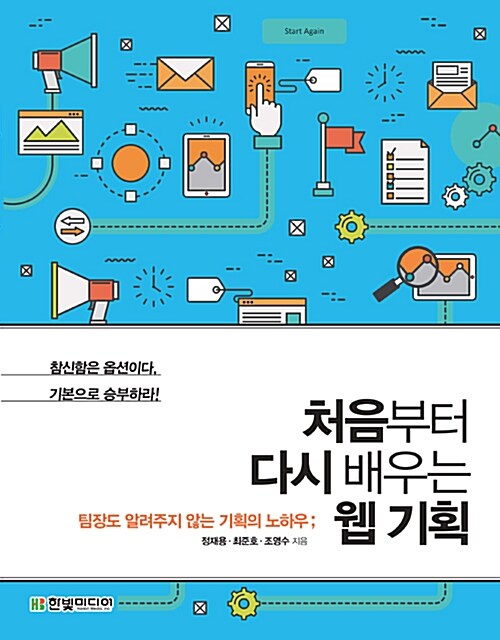 Start Again
참신함은 옵션이다,
기본으로 승부하라!
처음부터
다시 배우는
웹 기획
팀장도 알려주지 않는 기획의 노하우 ;
정재용 · 최준호 · 조영수 지음
HB 한빛미디어